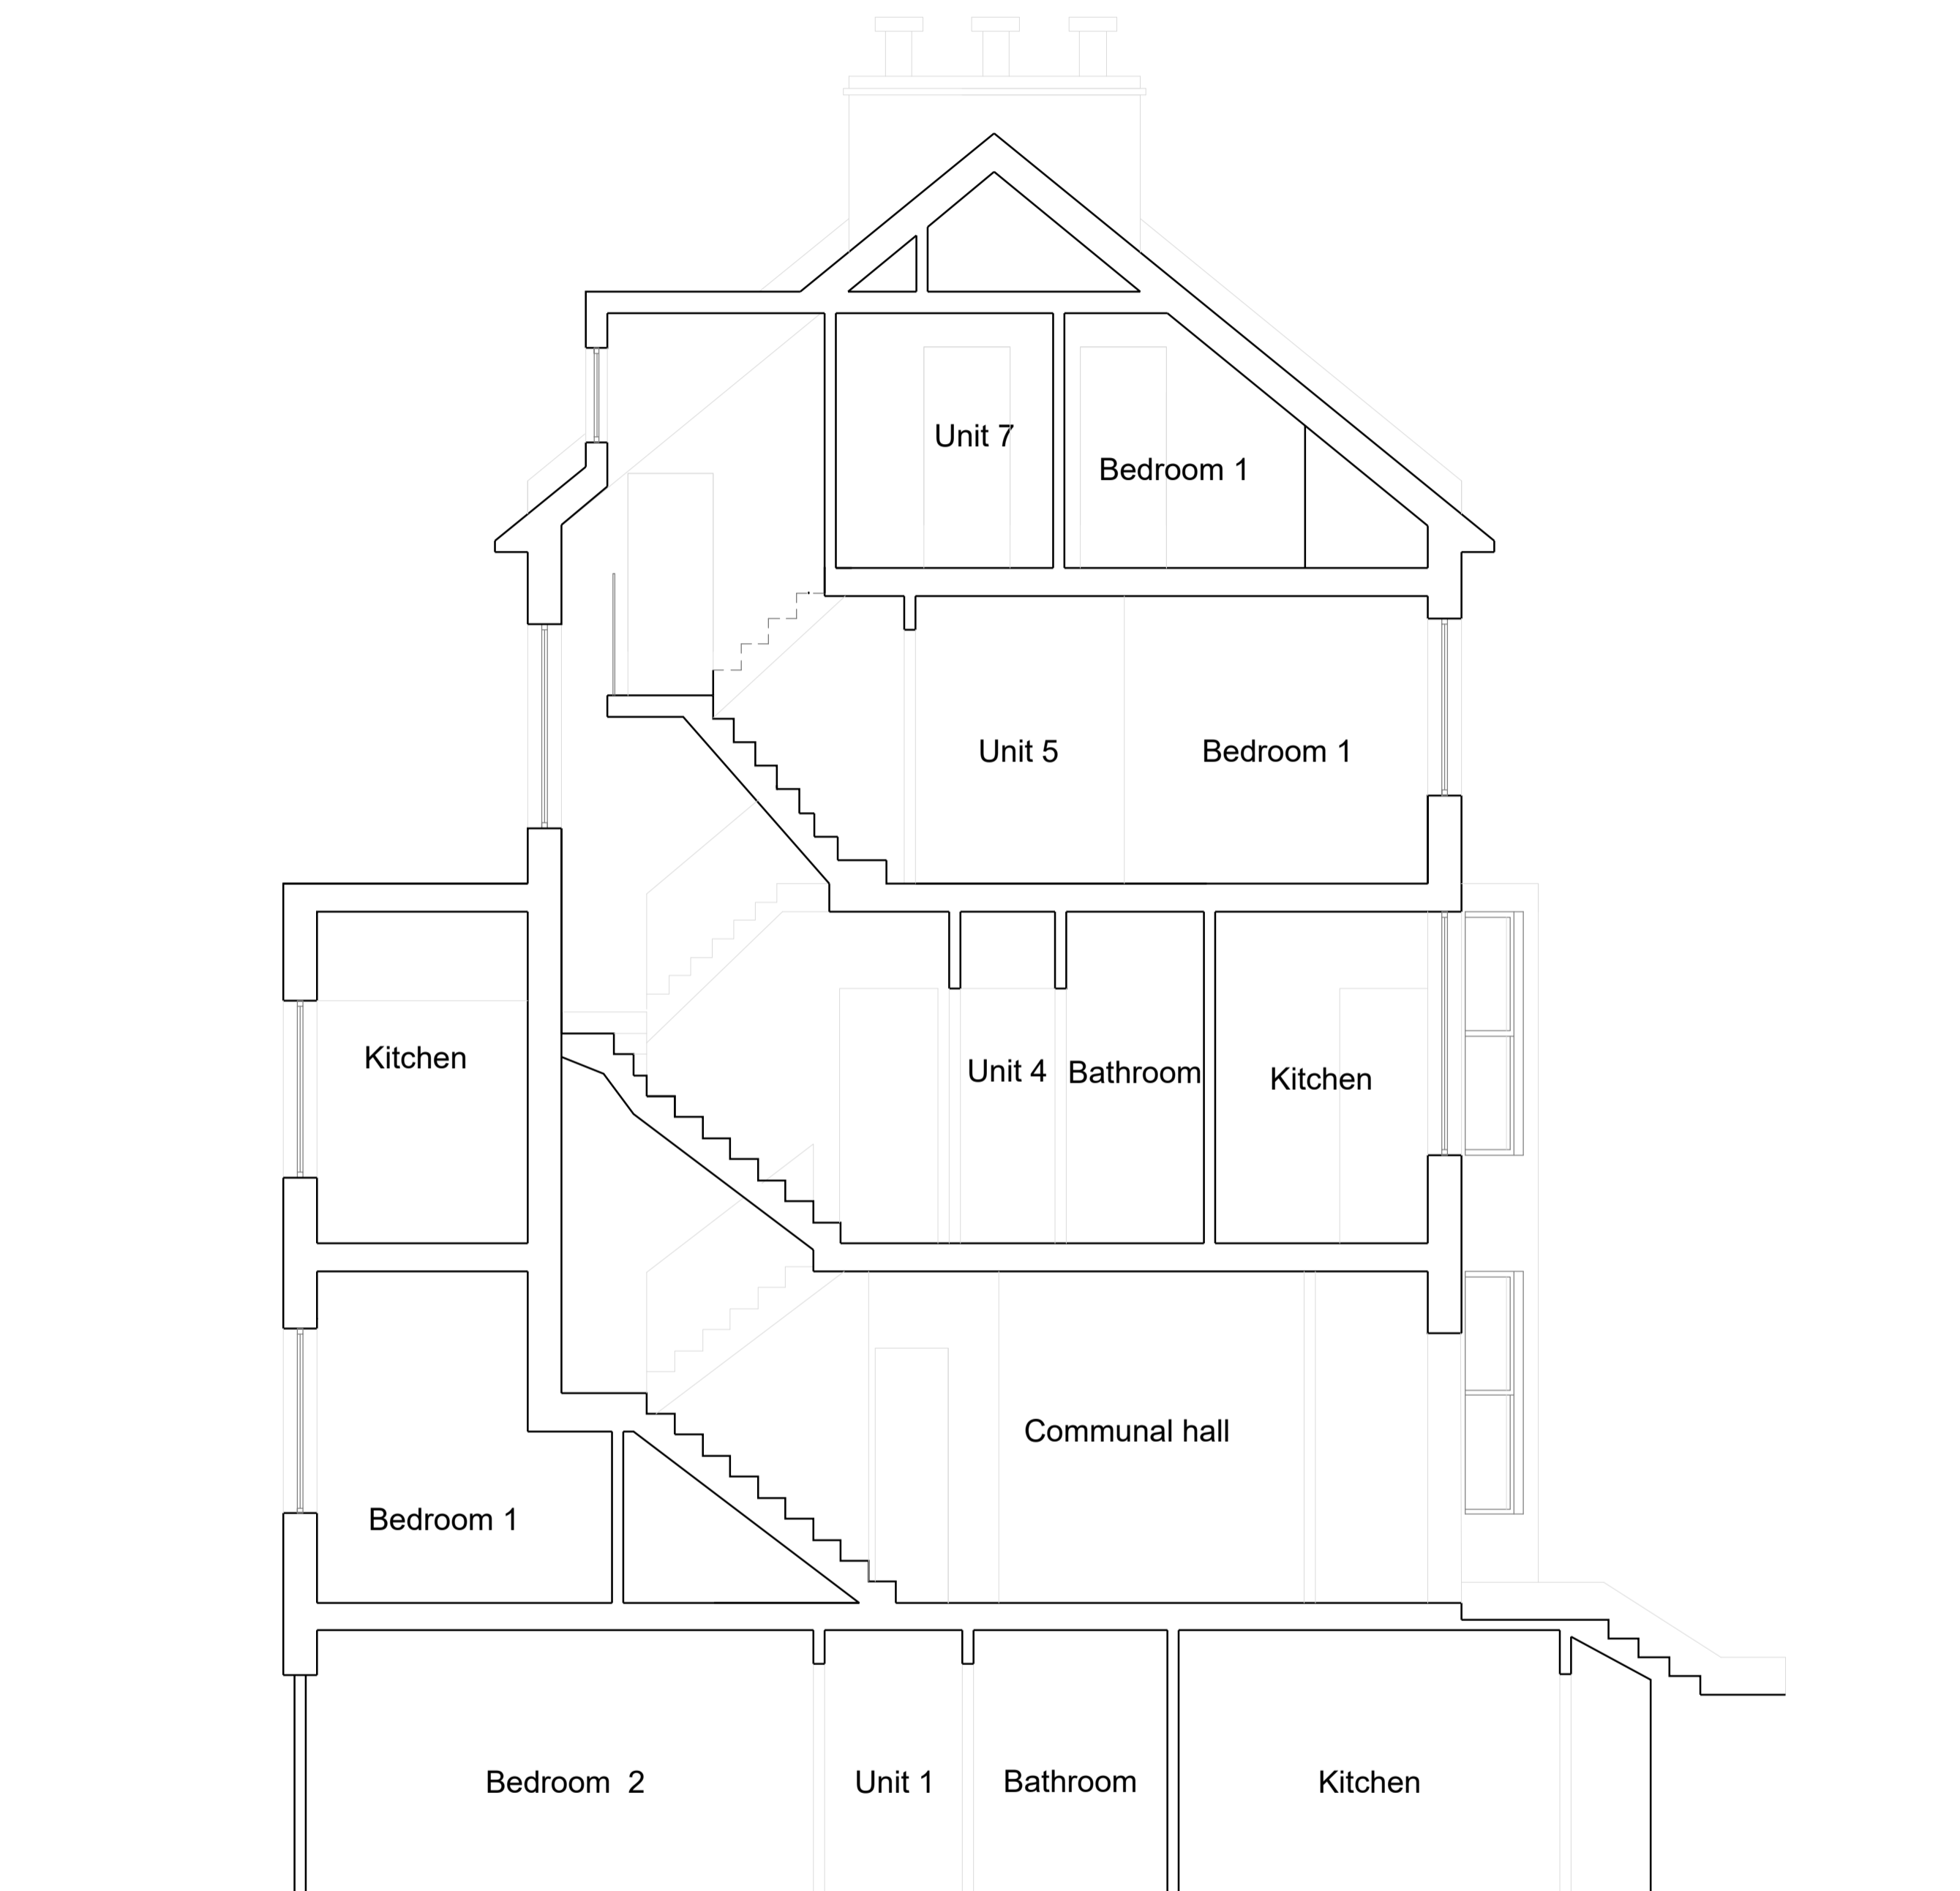 Unit 7
Bedroom 1
Unit 5
Bedroom 1
Kitchen
Unit 4
Bathroom
Kitchen
Communal hall
Bedroom 1
Bedroom 2
Unit 1
Bathroom
Kitchen